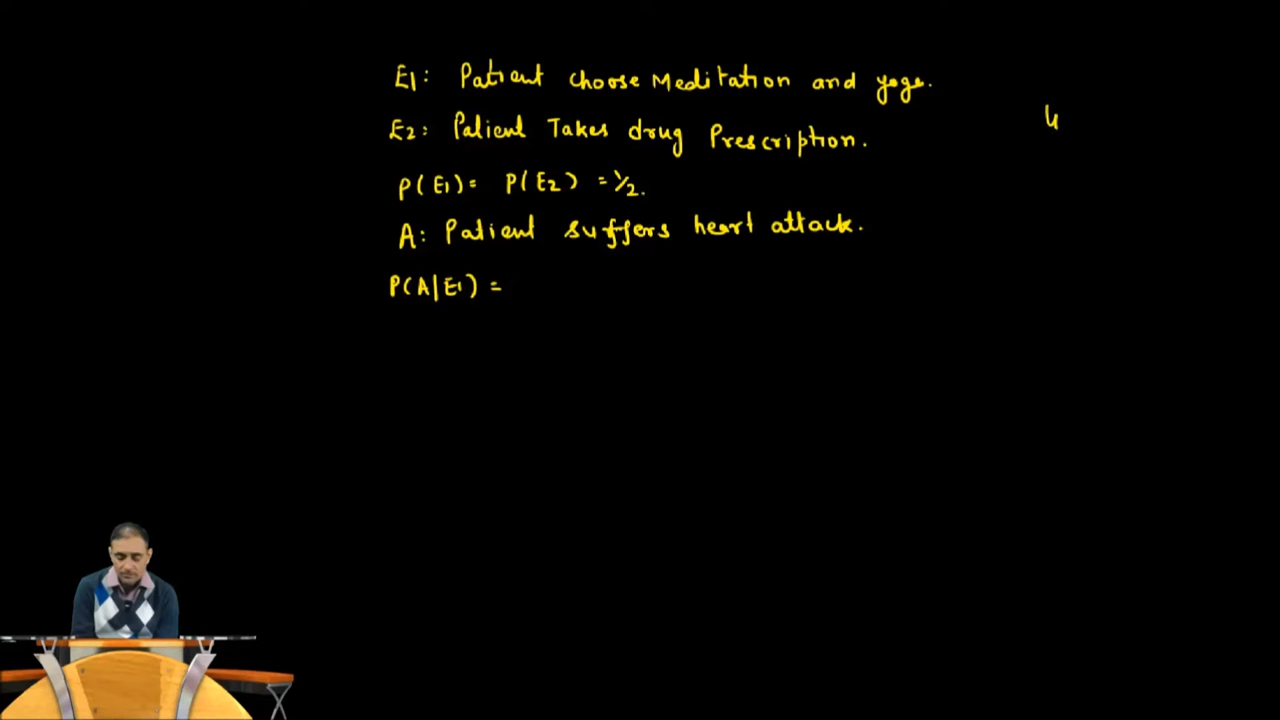 E1: Patient choose Meditation and yoga.
E2: Patient Takes drug Prescription.
P(E1) = P(E2) = 1/2.
A: Patient suffers heart attack.
P(A|E1) =